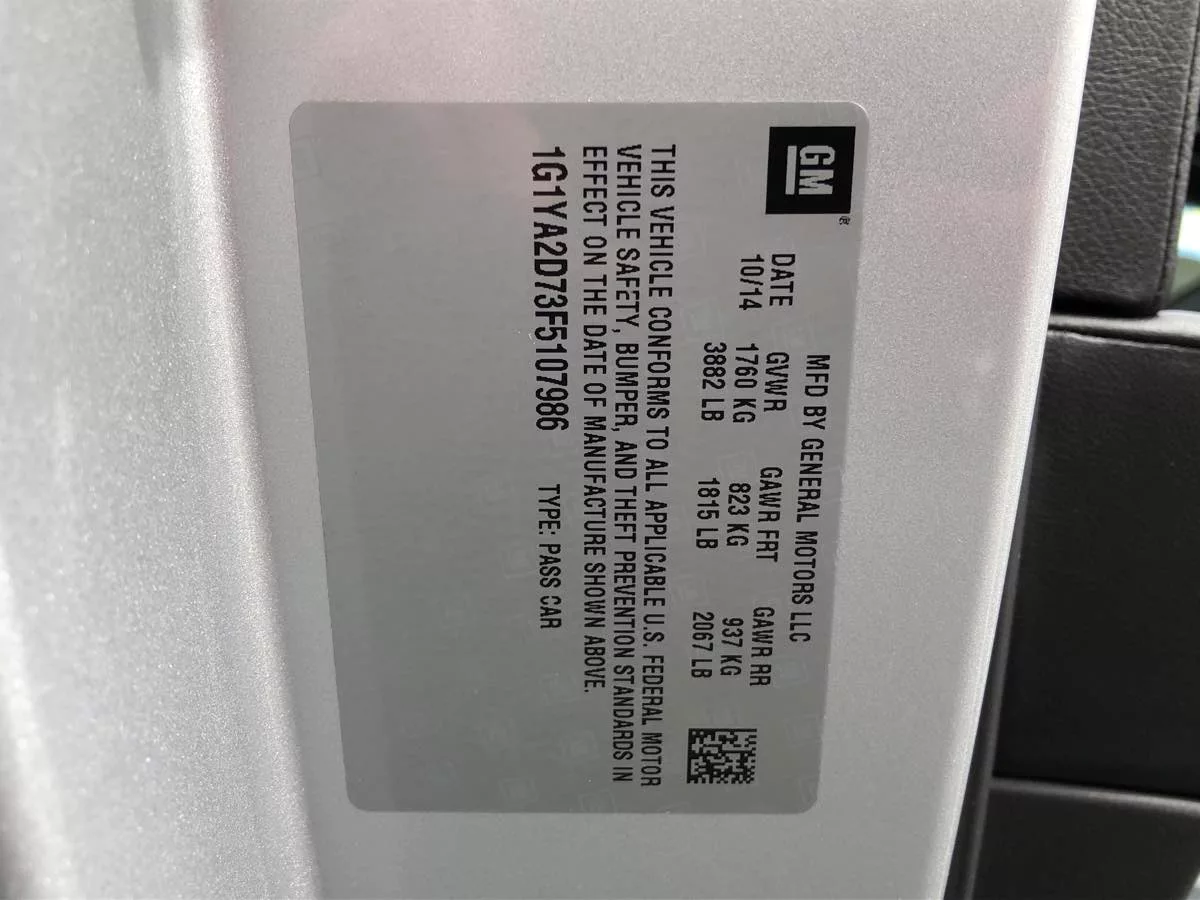 GM®
MFD BY GENERAL MOTORS LLC
DATE GVWR GAWR FRT GAWR RR
10/14 1760 KG 823 KG 937 KG
3882 LB 1815 LB 2067 LB
THIS VEHICLE CONFORMS TO ALL APPLICABLE U.S. FEDERAL MOTOR
VEHICLE SAFETY, BUMPER, AND THEFT PREVENTION STANDARDS IN
EFFECT ON THE DATE OF MANUFACTURE SHOWN ABOVE.
1G1YA2D73F5107986 TYPE: PASS CAR